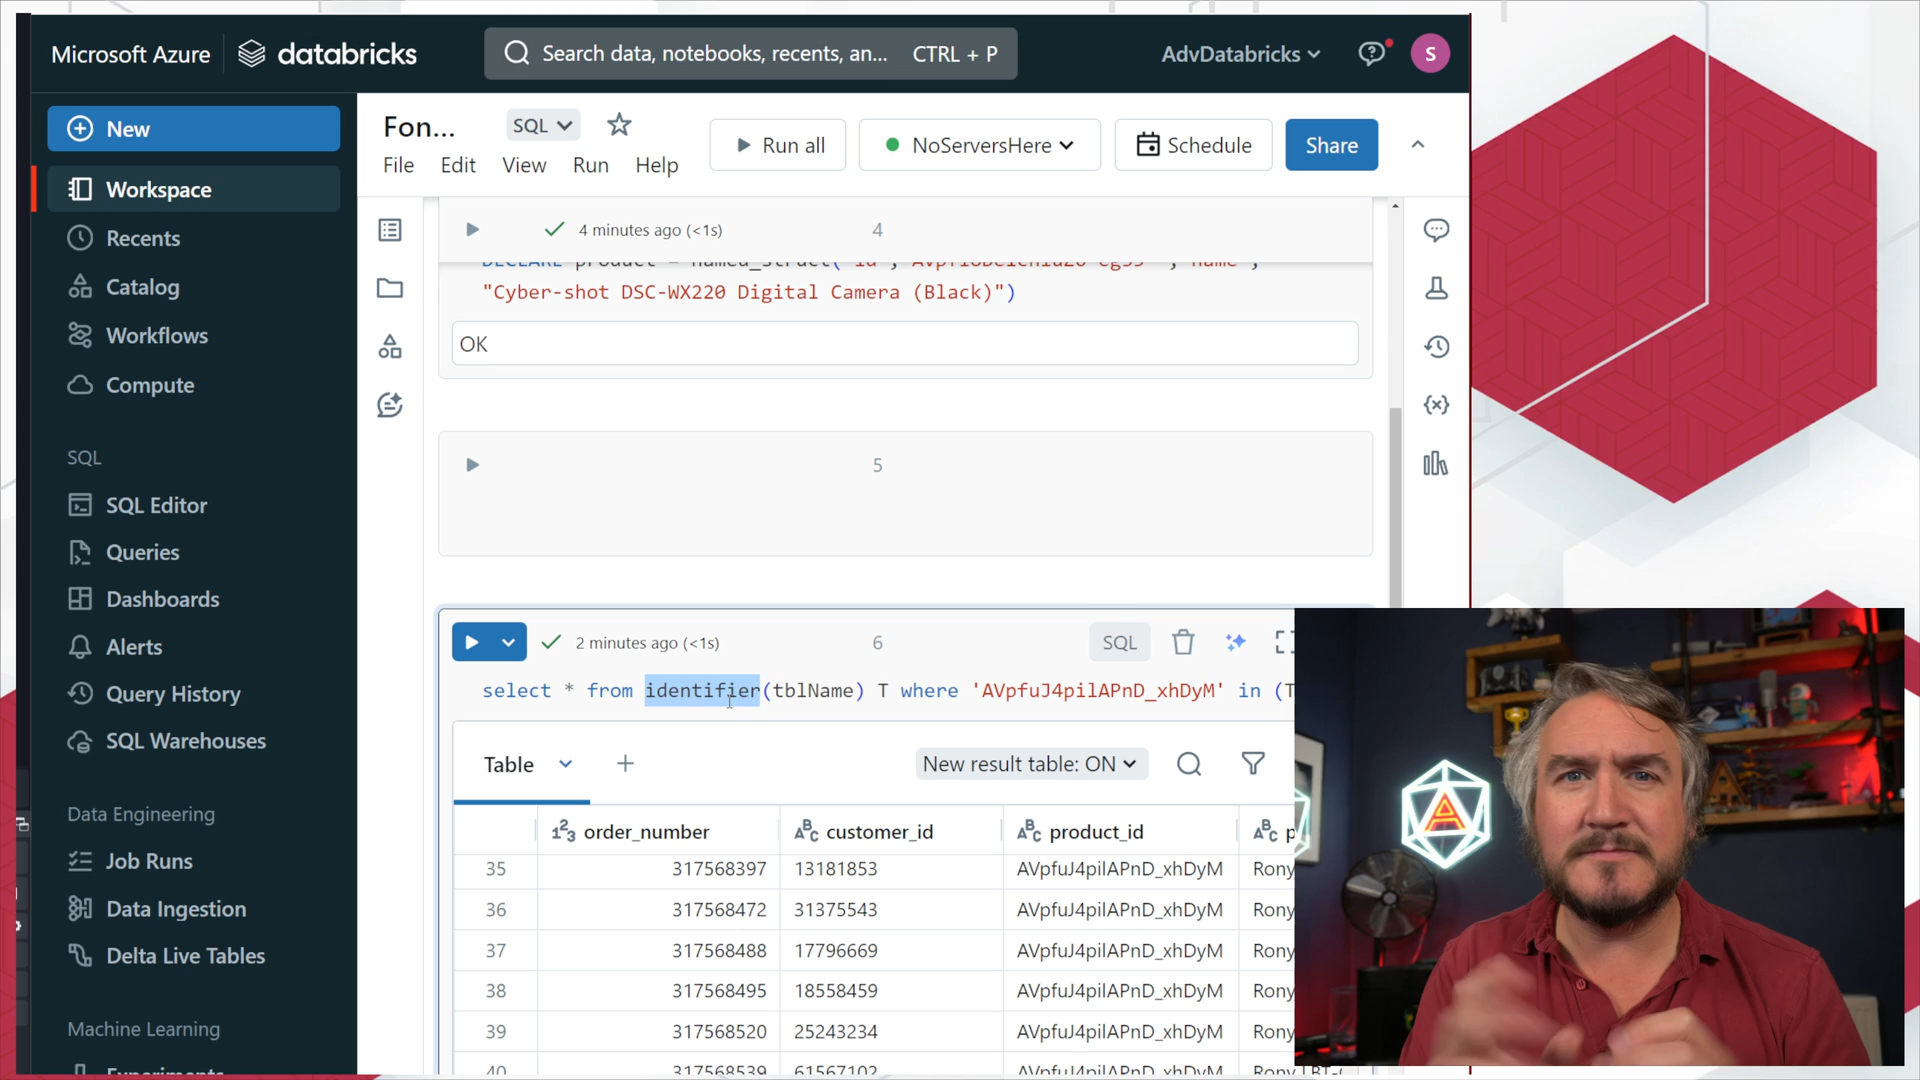 Microsoft Azure
databricks
Search data, notebooks, recents, an... CTRL + P
AdvDatabricks
S
New
Workspace
Recents
Catalog
Workflows
Compute
SQL
SQL Editor
Queries
Dashboards
Alerts
Query History
SQL Warehouses
Data Engineering
Job Runs
Data Ingestion
Delta Live Tables
Machine Learning
Experiments
Fon...
SQL
File Edit View Run Help
Run all
NoServersHere
Schedule
Share
4 minutes ago (<1s)
4
"Cyber-shot DSC-WX220 Digital Camera (Black)")
OK
5
2 minutes ago (<1s)
6
SQL
select * from identifier(tblName) T where 'AVpfuJ4pilAPnD_xhDyM' in (T
Table
New result table: ON
order_number customer_id product_id p
35 317568397 13181853 AVpfuJ4pilAPnD_xhDyM Rony
36 317568472 31375543 AVpfuJ4pilAPnD_xhDyM Rony
37 317568488 17796669 AVpfuJ4pilAPnD_xhDyM Rony
38 317568495 18558459 AVpfuJ4pilAPnD_xhDyM Rony
39 317568520 25243234 AVpfuJ4pilAPnD_xhDyM Rony
40 317568539 61567102